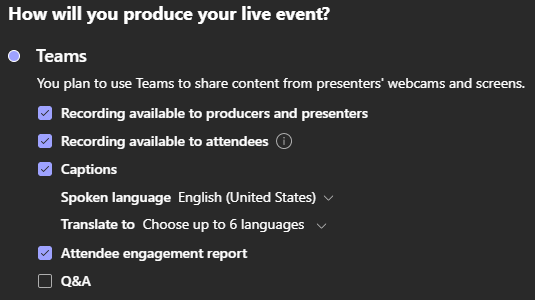 How will you produce your live event?
Teams
You plan to use Teams to share content from presenters' webcams and screens.
Recording available to producers and presenters
Recording available to attendees
Captions
Spoken language English (United States)
Translate to Choose up to 6 languages
Attendee engagement report
Q&A